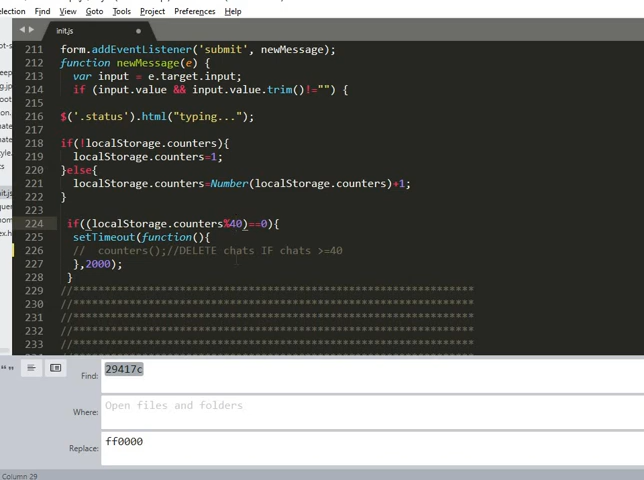 election Find View Goto Tools Project Preferences Help
init.js
211 form.addEventListener('submit', newMessage);
212 function newMessage(e) {
213 var input = e.target.input;
214 if (input.value && input.value.trim()!="") {
215
216 $('.status').html("typing...");
217
218 if(!localStorage.counters){
219 localStorage.counters=1;
220 }else{
221 localStorage.counters=Number(localStorage.counters)+1;
222 }
223
224 if((localStorage.counters%40)==0){
225 setTimeout(function(){
226 // counters();//DELETE chats IF chats >=40
227 },2000);
228 }
229 //******************************************************************
230 //******************************************************************
231 //******************************************************************
232 //******************************************************************
233 //******************************************************************
Find: 29417c
Where: Open files and folders
Replace: ff0000
Column 29